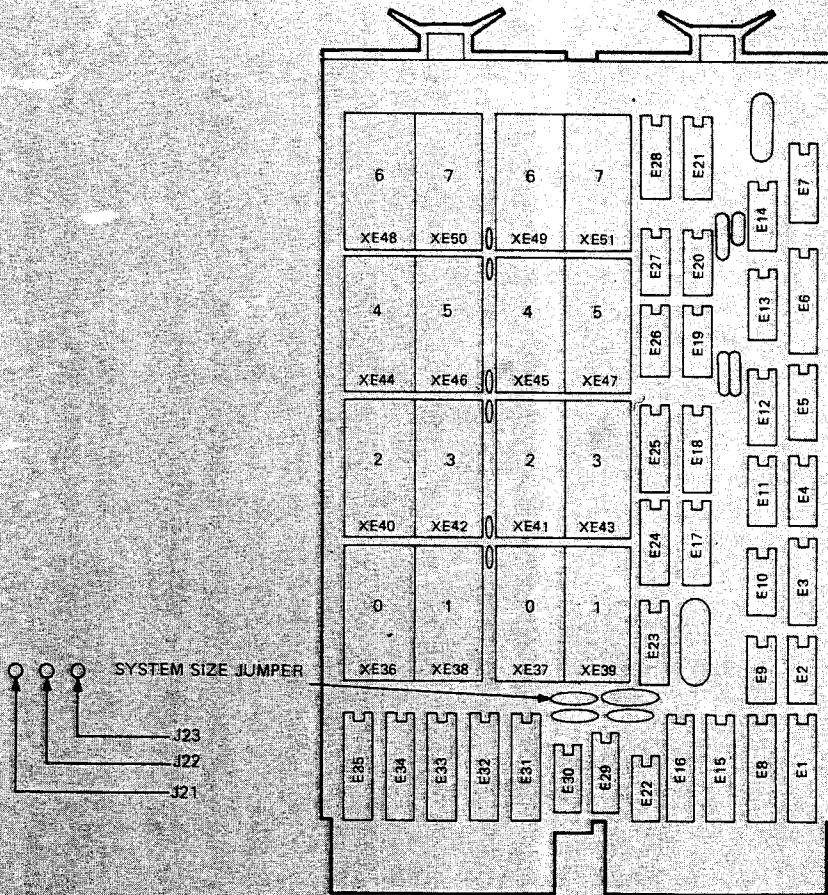 E28 E21 E7
6 7 6 7
E14
XE48 XE50 XE49 XE51
E27 E20
4 5 4 5
E13 E6
E26 E19
XE44 XE46 XE45 XE47
E12 E5
E25 E18
2 3 2 3
E11 E4
XE40 XE42 XE41 XE43
E24 E17
E10 E3
0 1 0 1
E23
E9 E2
SYSTEM SIZE JUMPER XE36 XE38 XE37 XE39
J23
J22
J21
E35 E34 E33 E32 E31 E30 E29 E22 E16 E15 E8 E1